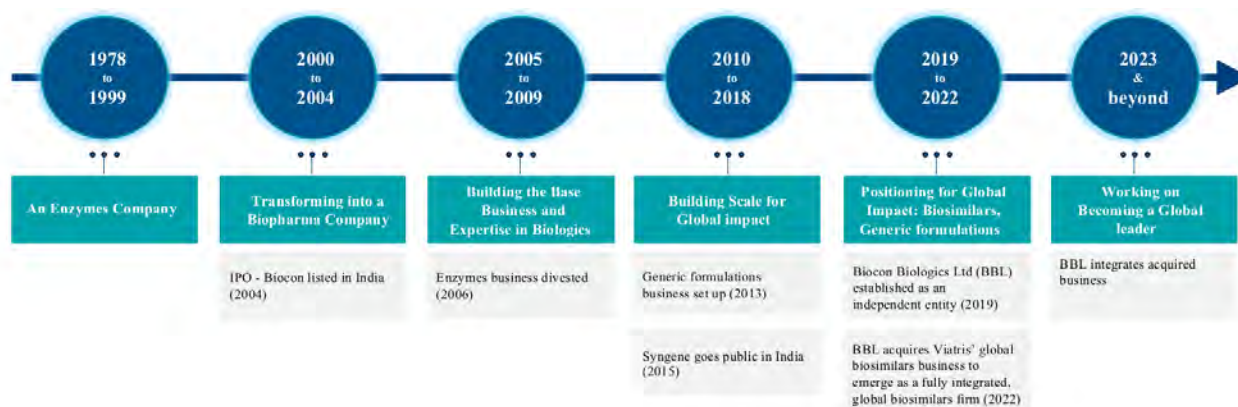 1978
to
1999
2000
to
2004
2005
to
2009
2010
to
2018
2019
to
2022
2023
&
beyond
An Enzymes Company
Transforming into a
Biopharma Company
Building the Base
Business and
Expertise in Biologics
Building Scale for
Global impact
Positioning for Global
Impact: Biosimilars,
Generic formulations
Working on
Becoming a Global
leader
IPO - Biocon listed in India
(2004)
Enzymes business divested
(2006)
Generic formulations
business set up (2013)
Biocon Biologics Ltd (BBL)
established as an
independent entity (2019)
BBL integrates acquired
business
Syngene goes public in India
(2015)
BBL acquires Viatris' global
biosimilars business to
emerge as a fully integrated,
global biosimilars firm (2022)